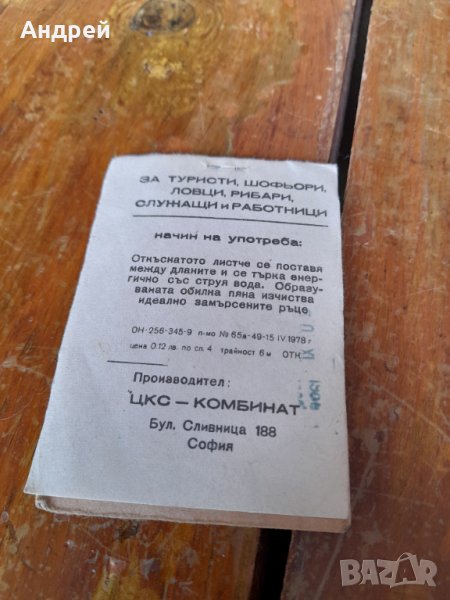 Андрей
ЗА ТУРИСТИ, ШОФЬОРИ,
ЛОВЦИ, РИБАРИ,
СЛУЖАЩИ и РАБОТНИЦИ
начин на употреба:
Откъснатото листче се поставя
между дланите и се търка енер-
гично със струя вода. Образу-
ваната обилна пяна изчиства
идеално замърсените ръце
ОН-256-345-9 п-мо № 65а-49-15 IV.1978 г
цена 0.12 лв. по сп. 4 трайност 6 м ОТК
Производител:
ЦКС – КОМБИНАТ
Бул. Сливница 188
София
BAZAR